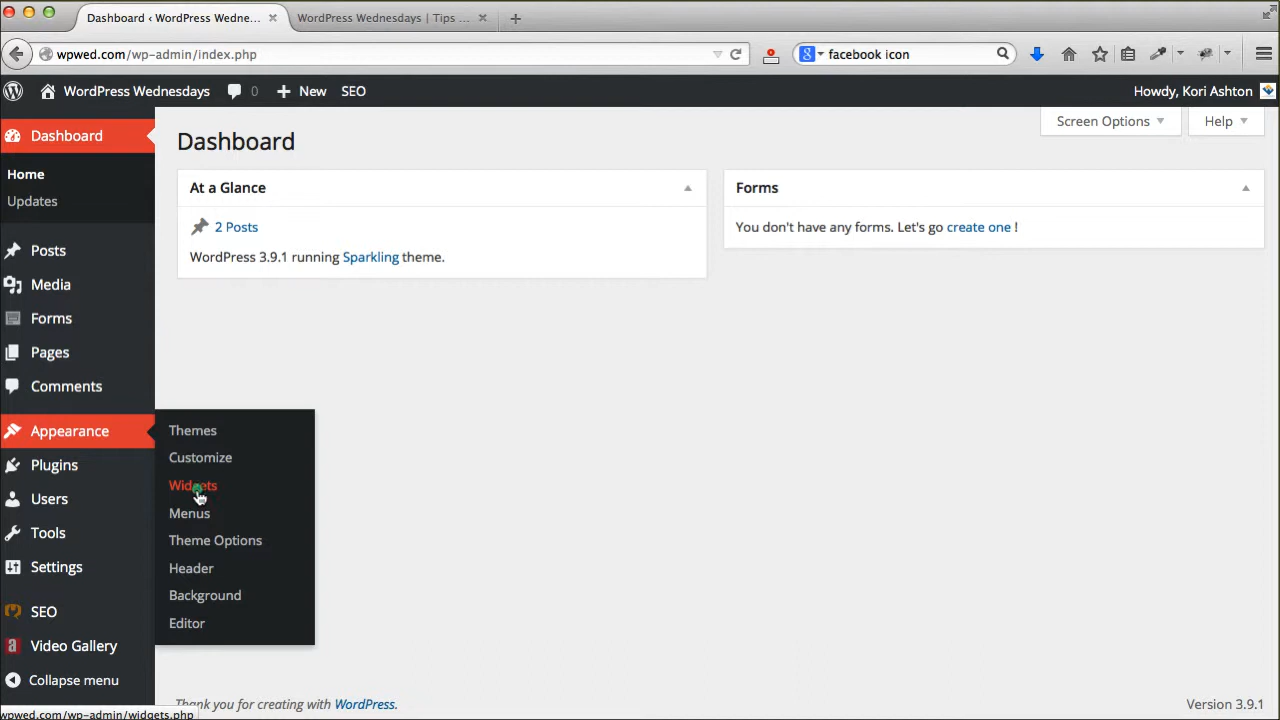 Dashboard ‹ WordPress Wedne...
WordPress Wednesdays | Tips ...
wpwed.com/wp-admin/index.php
facebook icon
WordPress Wednesdays
0
New
SEO
Howdy, Kori Ashton
Dashboard
Home
Updates
Posts
Media
Forms
Pages
Comments
Appearance
Plugins
Users
Tools
Settings
SEO
Video Gallery
Collapse menu
Themes
Customize
Widgets
Menus
Theme Options
Header
Background
Editor
Screen Options
Help
Dashboard
At a Glance
2 Posts
WordPress 3.9.1 running Sparkling theme.
Forms
You don't have any forms. Let's go create one !
Thank you for creating with WordPress.
Version 3.9.1
wpwed.com/wp-admin/widgets.php